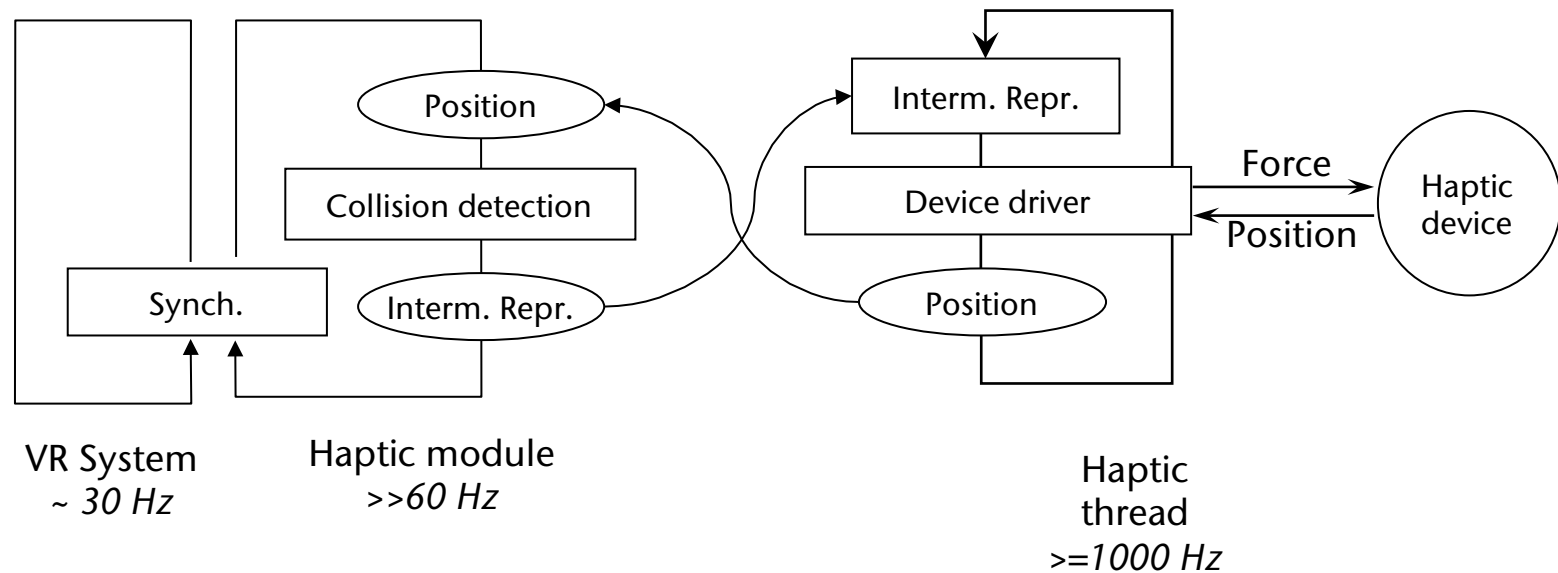 Position
Collision detection
Interm. Repr.
Synch.
Interm. Repr.
Device driver
Position
Force
Position
Haptic
device
VR System
~ 30 Hz
Haptic module
>>60 Hz
Haptic
thread
>=1000 Hz